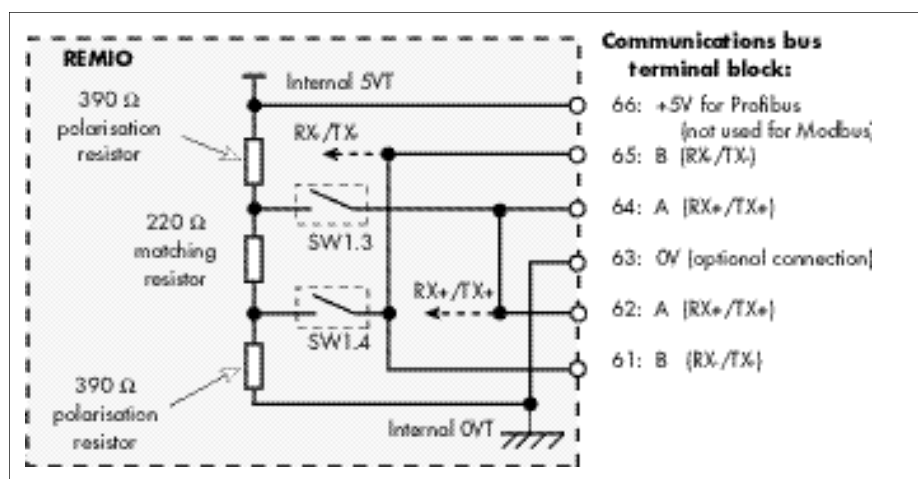 REMIO
Internal 5VT
390 Ω
polarisation
resistor
RX-/TX-
SW1.3
220 Ω
matching
resistor
RX+/TX+
SW1.4
390 Ω
polarisation
resistor
Internal 0VT
Communications bus
terminal block:
66: +5V for Profibus
(not used for Modbus)
65: B (RX-/TX-)
64: A (RX+/TX+)
63: 0V (optional connection)
62: A (RX+/TX+)
61: B (RX-/TX-)